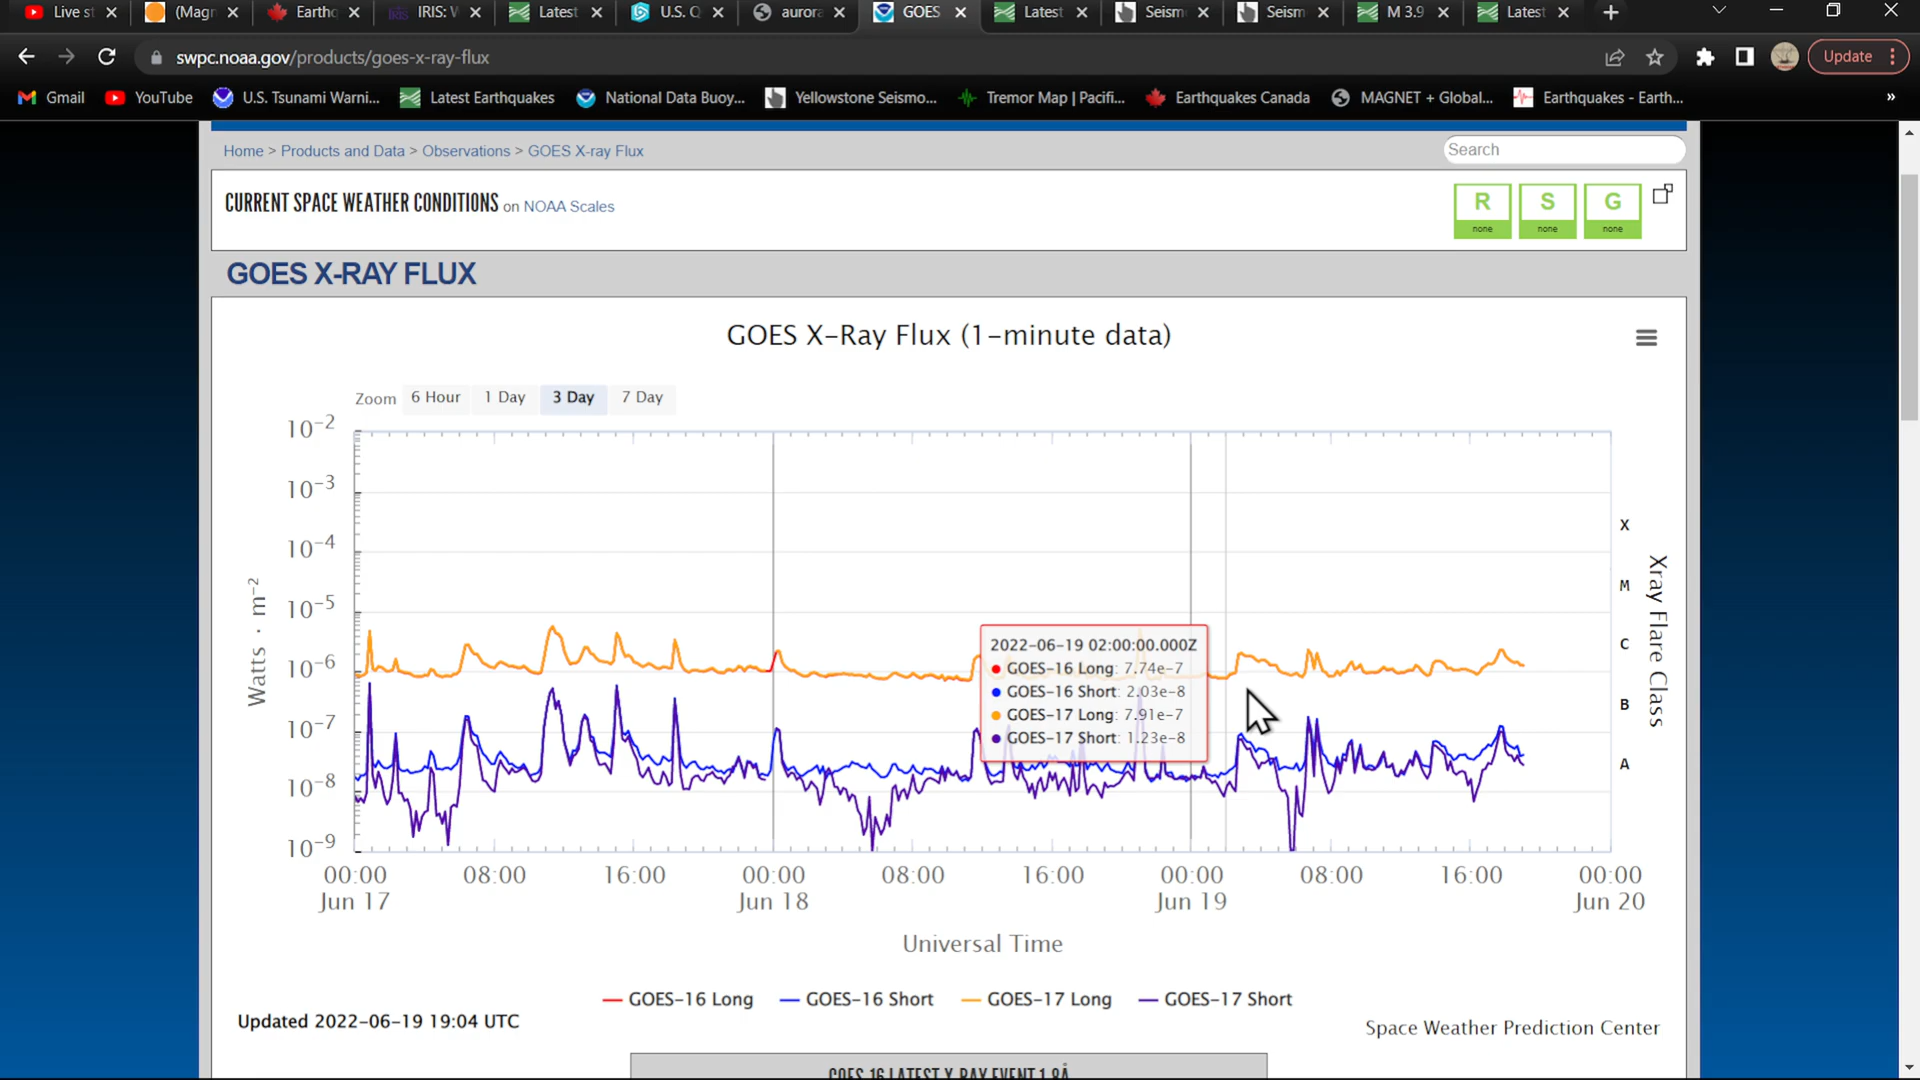 Live st
(Magn
Earthq
IRIS: W
Latest
U.S. Q
aurora
GOES
Latest
Seism
Seism
M 3.9
Latest
swpc.noaa.gov/products/goes-x-ray-flux
Update
Gmail
YouTube
U.S. Tsunami Warni...
Latest Earthquakes
National Data Buoy...
Yellowstone Seismo...
Tremor Map | Pacifi...
Earthquakes Canada
MAGNET + Global...
Earthquakes - Earth...
»
Home > Products and Data > Observations > GOES X-ray Flux
Search
CURRENT SPACE WEATHER CONDITIONS on NOAA Scales
R none
S none
G none
GOES X-RAY FLUX
GOES X-Ray Flux (1-minute data)
Zoom 6 Hour 1 Day 3 Day 7 Day
10-2
10-3
10-4
10-5
10-6
10-7
10-8
10-9
Watts · m-2
X
M
C
B
A
Xray Flare Class
2022-06-19 02:00:00.000Z
GOES-16 Long: 7.74e-7
GOES-16 Short: 2.03e-8
GOES-17 Long: 7.91e-7
GOES-17 Short: 1.23e-8
00:00 08:00 16:00 00:00 08:00 16:00 00:00 08:00 16:00 00:00
Jun 17 Jun 18 Jun 19 Jun 20
Universal Time
GOES-16 Long GOES-16 Short GOES-17 Long GOES-17 Short
Updated 2022-06-19 19:04 UTC
Space Weather Prediction Center
GOES 16 LATEST X-RAY EVENT 1-8Å